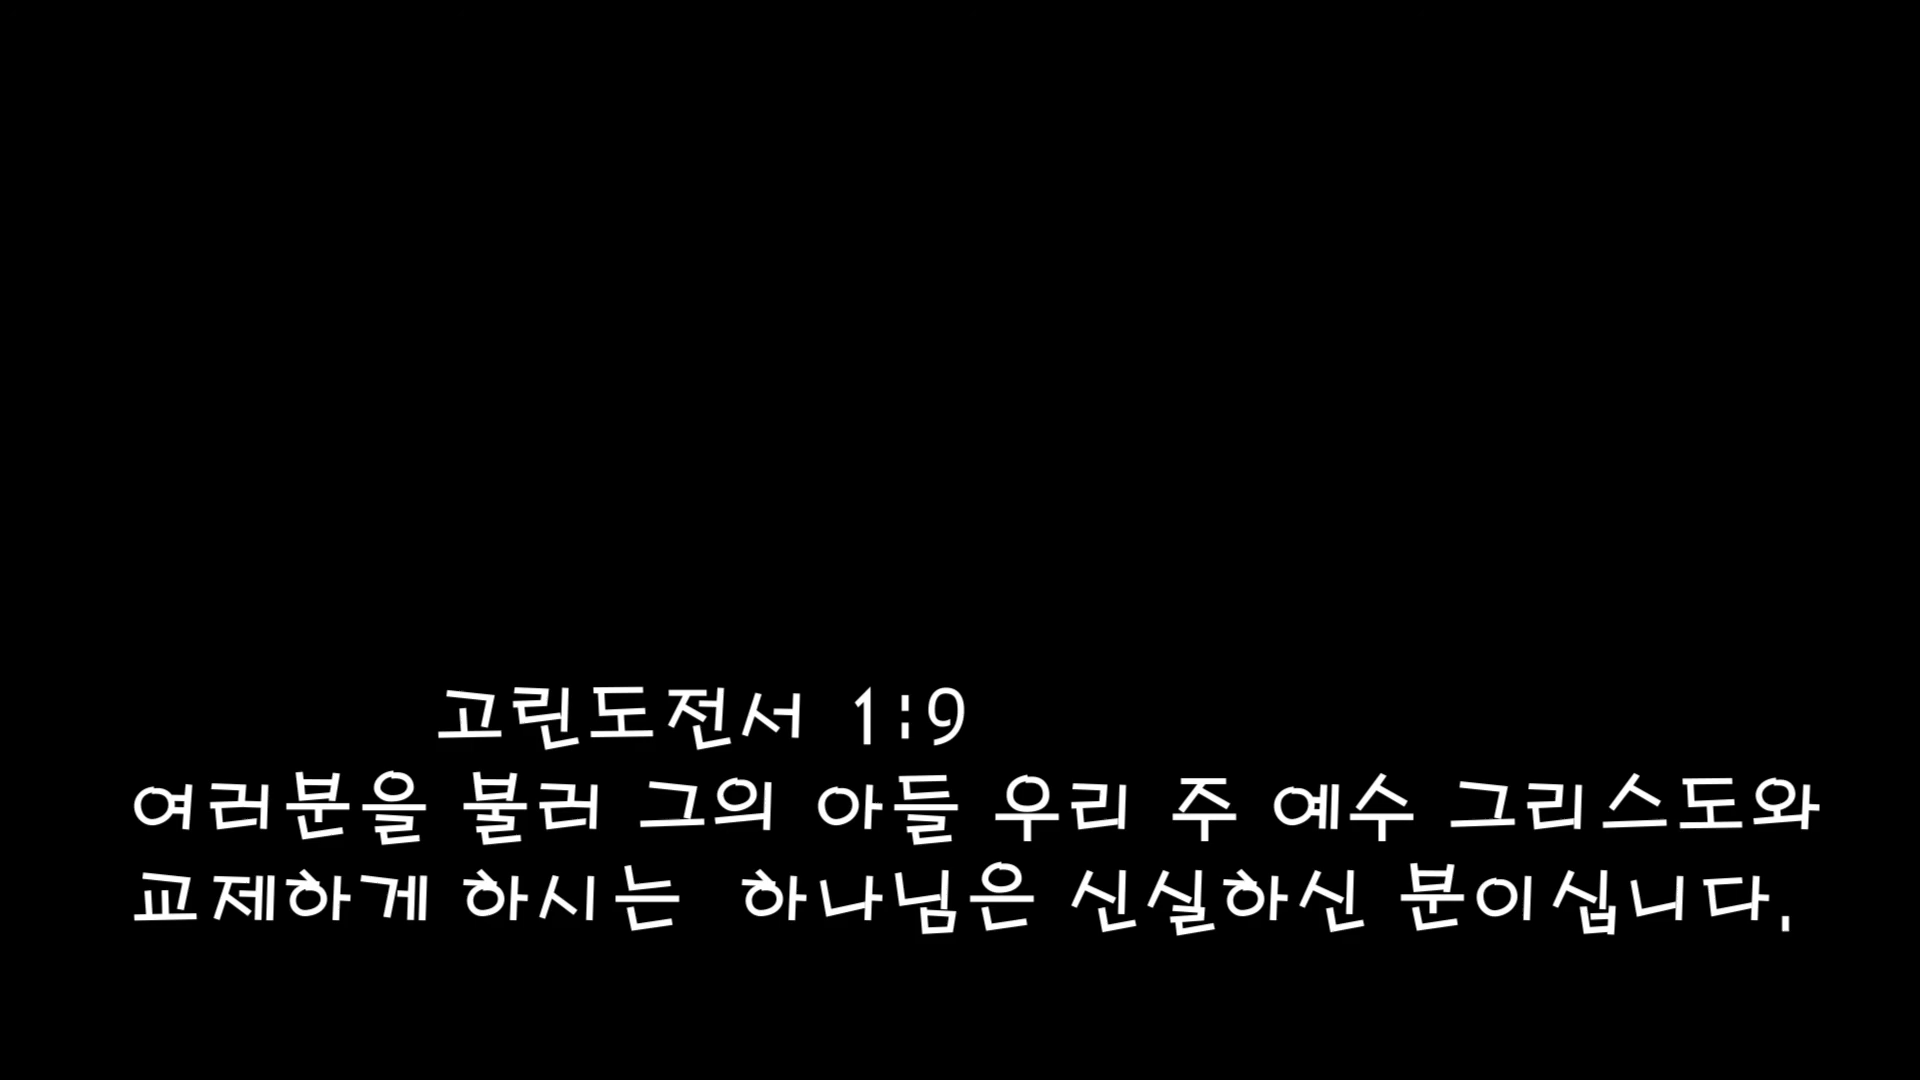 고린도전서 1:9
여러분을 불러 그의 아들 우리 주 예수 그리스도와
교제하게 하시는 하나님은 신실하신 분이십니다.